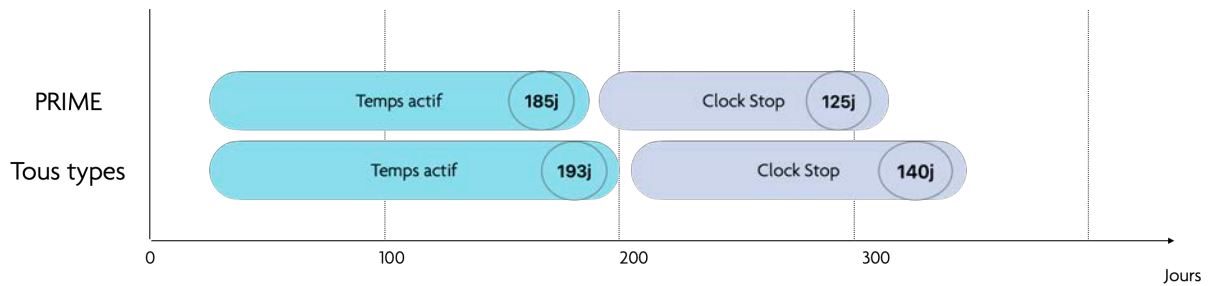 PRIME
Temps actif 185j Clock Stop 125j
Tous types
Temps actif 193j Clock Stop 140j
0 100 200 300
Jours